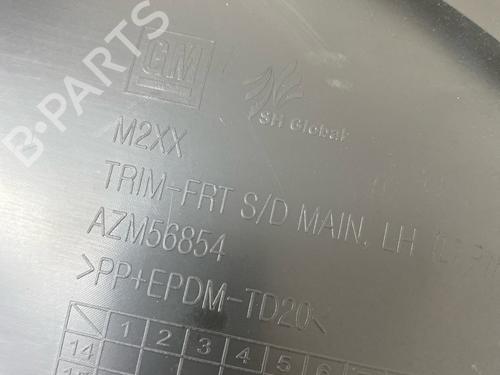 GM
SH Global
M2XX
TRIM-FRT S/D MAIN, LH
AZM56854
>PP+EPDM-TD20<
1 2 3 4 5 6
14
B-PARTS